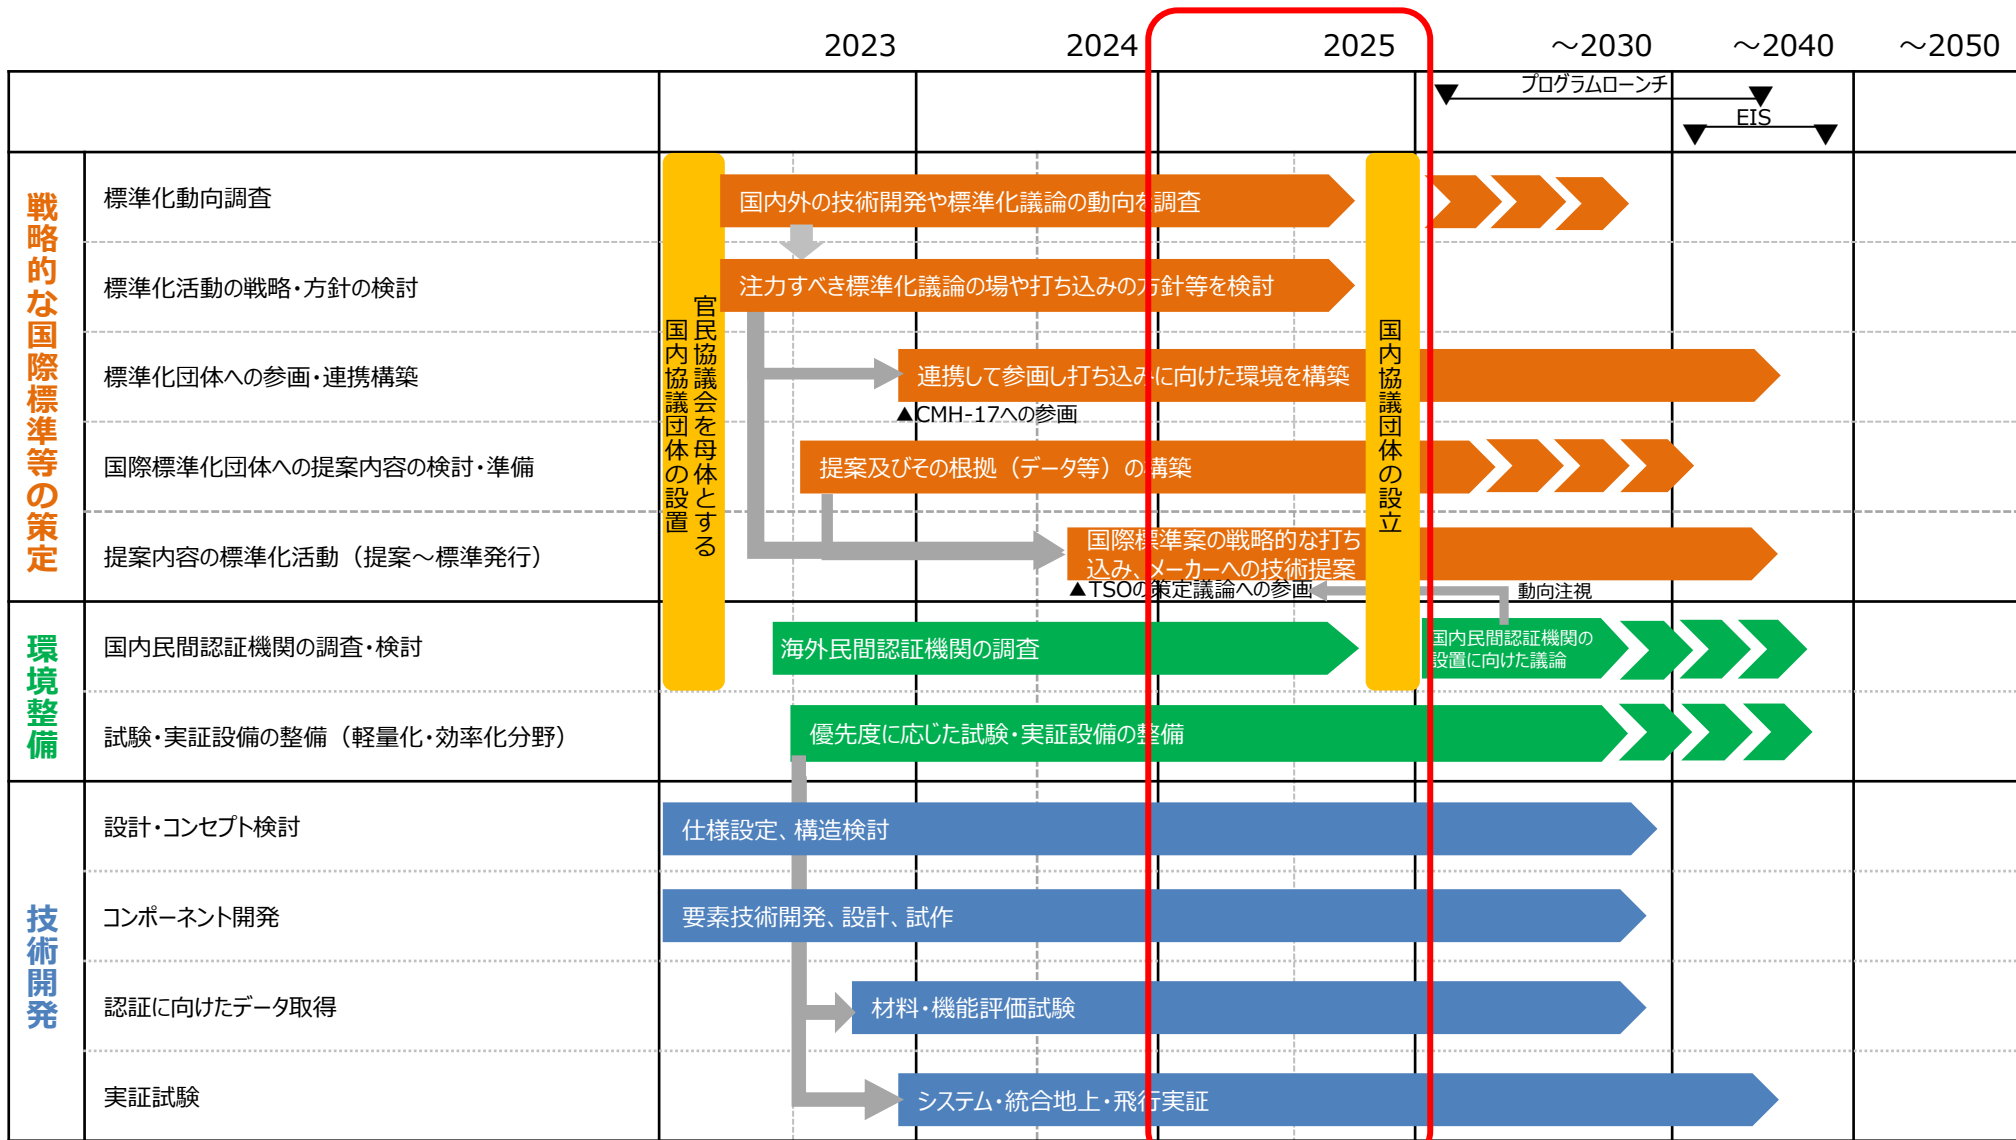 2023
2024
2025
～2030
～2040
～2050
プログラムローンチ
EIS
戦略的な国際標準等の策定
標準化動向調査
国内外の技術開発や標準化議論の動向を調査
標準化活動の戦略・方針の検討
注力すべき標準化議論の場や打ち込みの方針等を検討
官民協議会を母体とする
国内協議団体の設置
国内協議団体の設立
標準化団体への参画・連携構築
連携して参画し打ち込みに向けた環境を構築
▲CMH-17への参画
国際標準化団体への提案内容の検討・準備
提案及びその根拠（データ等）の構築
提案内容の標準化活動（提案～標準発行）
国際標準案の戦略的な打ち
込み、メーカーへの技術提案
▲TSOの策定議論への参画
動向注視
環境整備
国内民間認証機関の調査・検討
海外民間認証機関の調査
国内民間認証機関の
設置に向けた議論
試験・実証設備の整備（軽量化・効率化分野）
優先度に応じた試験・実証設備の整備
技術開発
設計・コンセプト検討
仕様設定、構造検討
コンポーネント開発
要素技術開発、設計、試作
認証に向けたデータ取得
材料・機能評価試験
実証試験
システム・統合地上・飛行実証